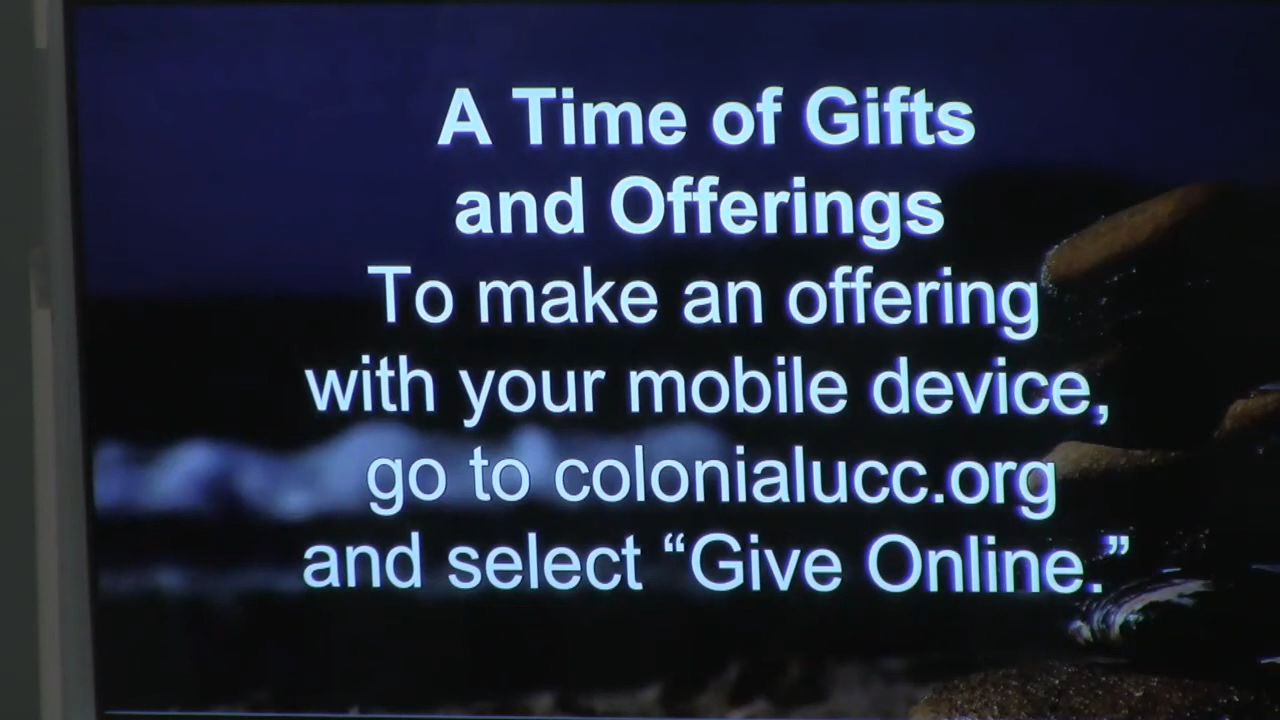 A Time of Gifts
and Offerings
To make an offering
with your mobile device,
go to colonialucc.org
and select “Give Online.”